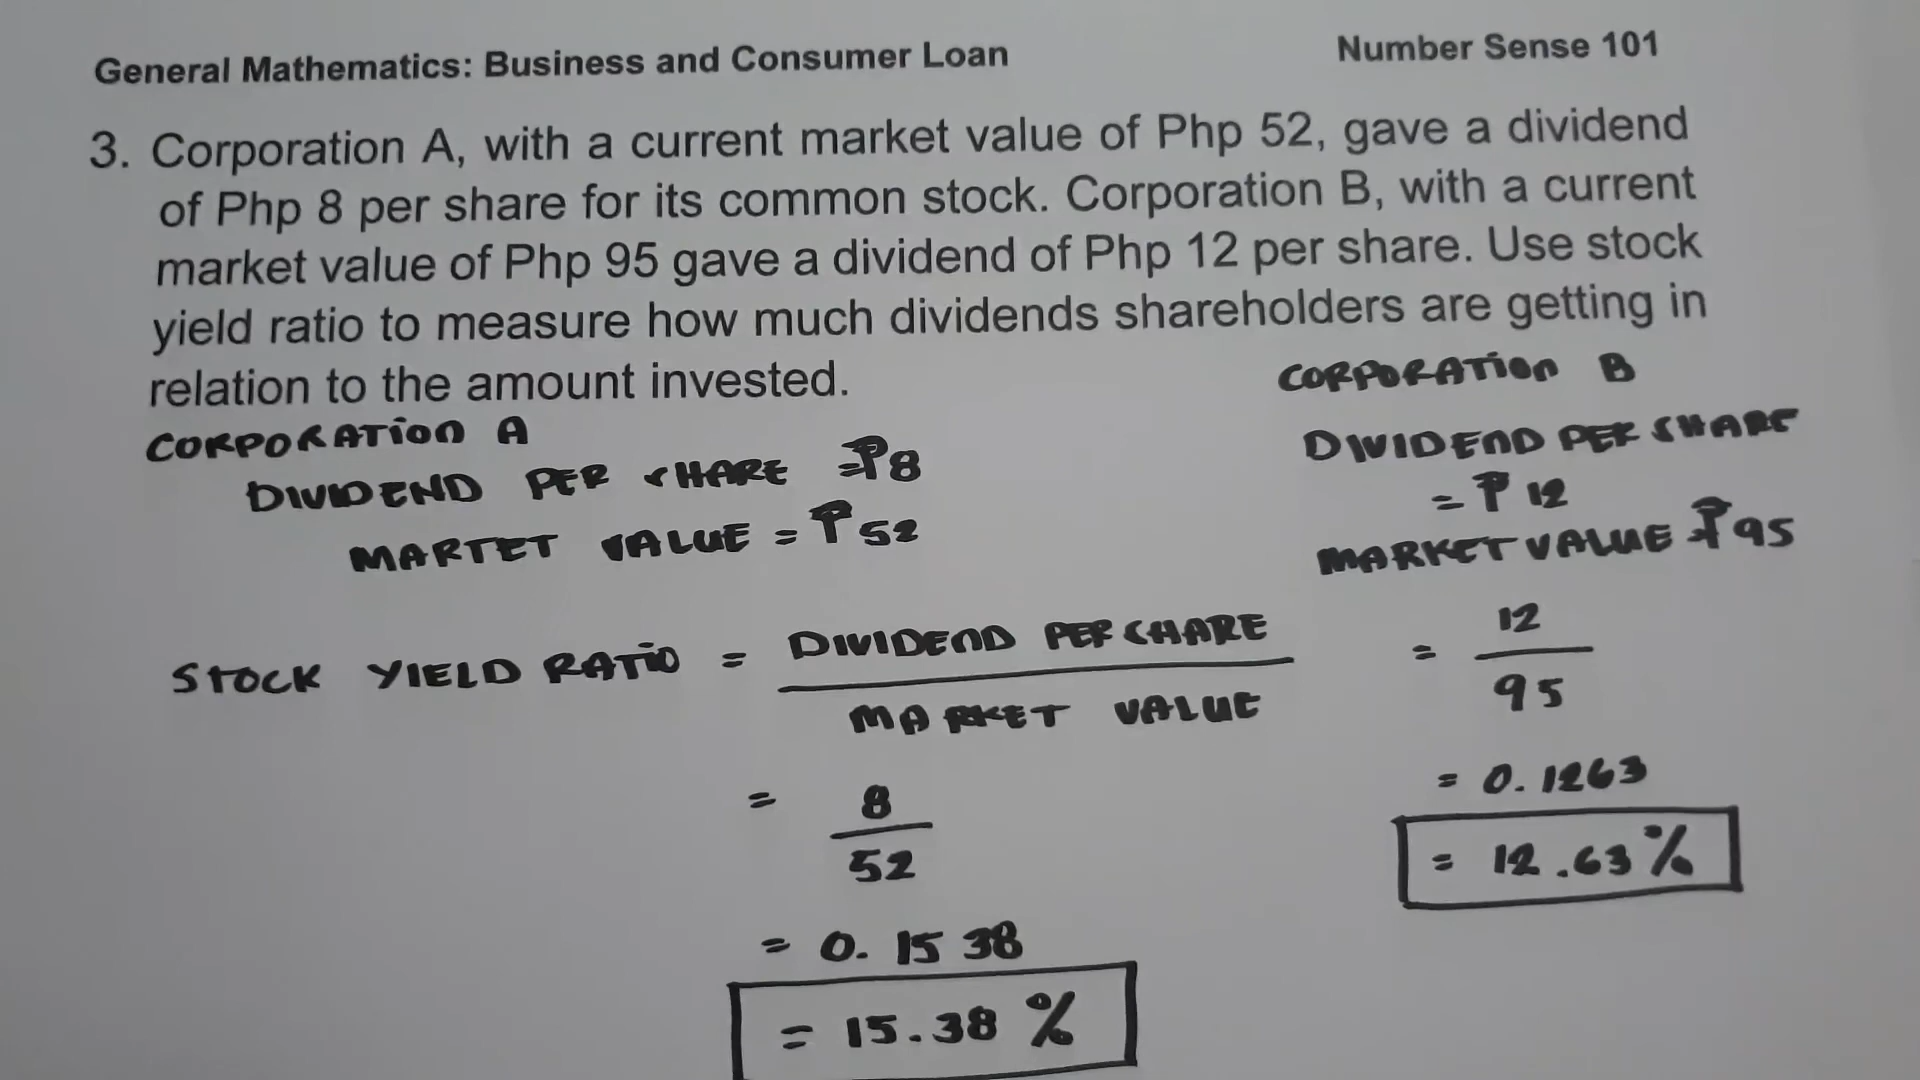 General Mathematics: Business and Consumer Loan
Number Sense 101
3. Corporation A, with a current market value of Php 52, gave a dividend
of Php 8 per share for its common stock. Corporation B, with a current
market value of Php 95 gave a dividend of Php 12 per share. Use stock
yield ratio to measure how much dividends shareholders are getting in
relation to the amount invested.
CORPORATION A
DIVIDEND PER SHARE = ₱8
MARTET VALUE = ₱52
STOCK YIELD RATIO = DIVIDEND PER SHARE
MARKET VALUE
= 8
52
= 0.1538
= 15.38 %
CORPORATION B
DIVIDEND PER SHARE
= ₱ 12
MARKET VALUE = ₱95
= 12
95
= 0.1263
= 12.63 %